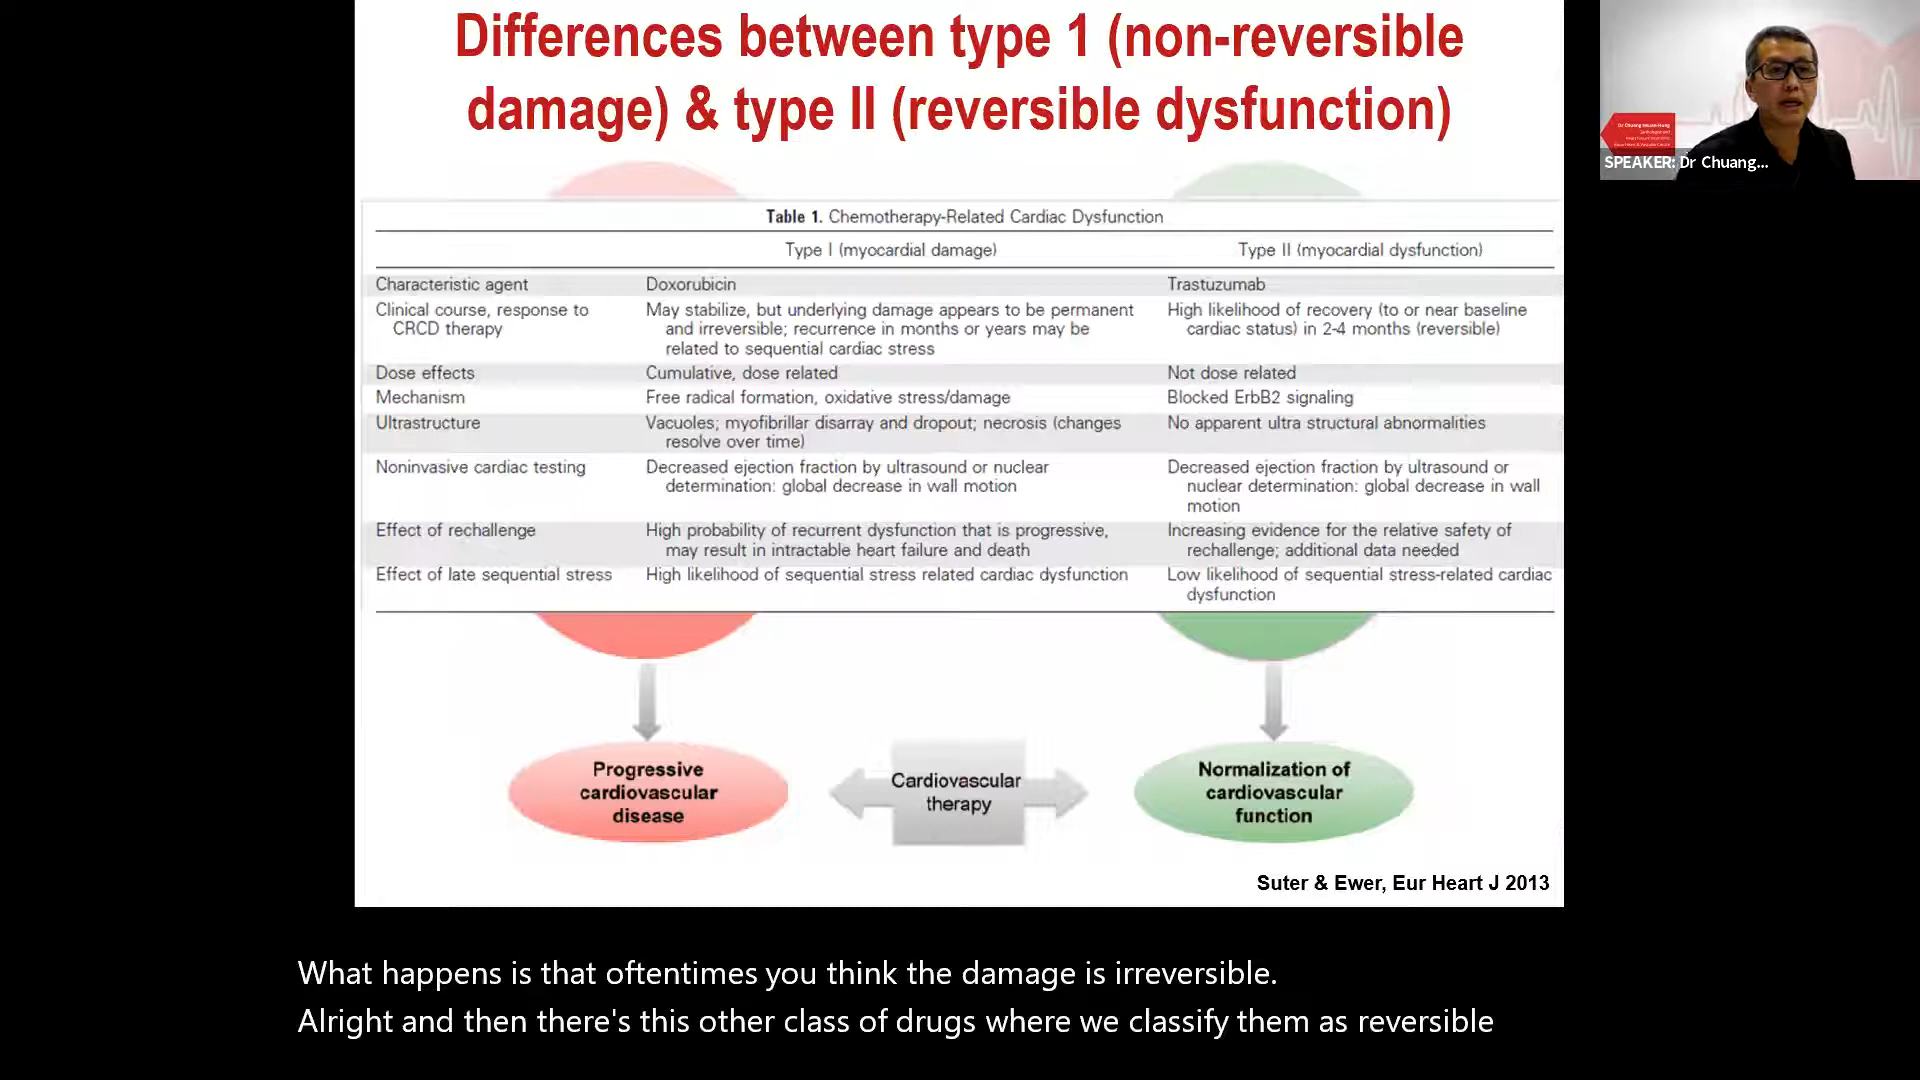 Differences between type 1 (non-reversible
damage) & type II (reversible dysfunction)
Table 1. Chemotherapy-Related Cardiac Dysfunction
Type I (myocardial damage)
Type II (myocardial dysfunction)
Characteristic agent
Doxorubicin
Trastuzumab
Clinical course, response to
CRCD therapy
May stabilize, but underlying damage appears to be permanent
and irreversible; recurrence in months or years may be
related to sequential cardiac stress
High likelihood of recovery (to or near baseline
cardiac status) in 2-4 months (reversible)
Dose effects
Cumulative, dose related
Not dose related
Mechanism
Free radical formation, oxidative stress/damage
Blocked ErbB2 signaling
Ultrastructure
Vacuoles; myofibrillar disarray and dropout; necrosis (changes
resolve over time)
No apparent ultra structural abnormalities
Noninvasive cardiac testing
Decreased ejection fraction by ultrasound or nuclear
determination: global decrease in wall motion
Decreased ejection fraction by ultrasound or
nuclear determination: global decrease in wall
motion
Effect of rechallenge
High probability of recurrent dysfunction that is progressive,
may result in intractable heart failure and death
Increasing evidence for the relative safety of
rechallenge; additional data needed
Effect of late sequential stress
High likelihood of sequential stress related cardiac dysfunction
Low likelihood of sequential stress-related cardiac
dysfunction
Progressive
cardiovascular
disease
Cardiovascular
therapy
Normalization of
cardiovascular
function
Suter & Ewer, Eur Heart J 2013
SPEAKER: Dr Chuang...
What happens is that oftentimes you think the damage is irreversible.
Alright and then there's this other class of drugs where we classify them as reversible